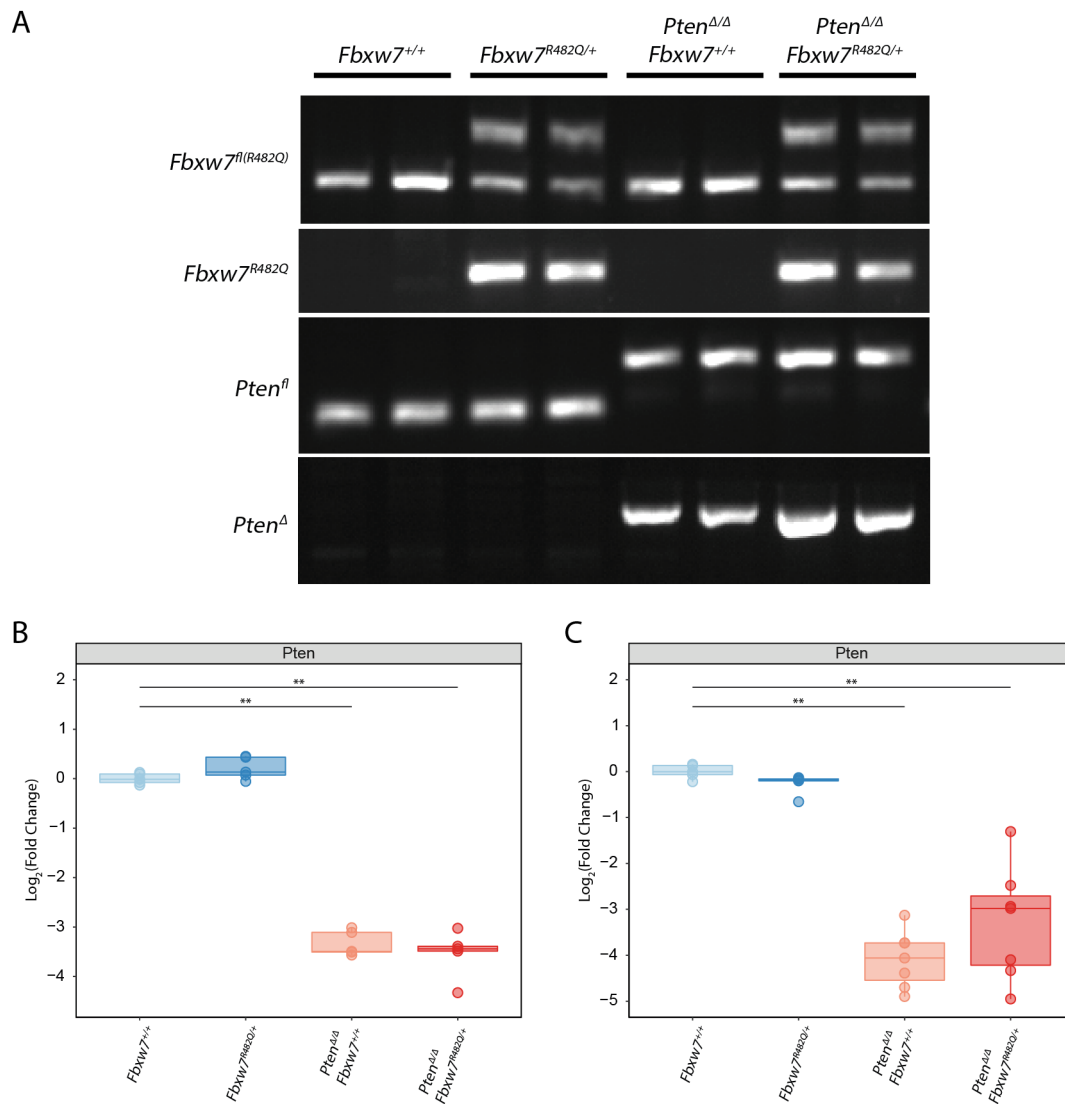 A
Fbxw7+/+
Fbxw7R482Q/+
PtenΔ/Δ
Fbxw7+/+
PtenΔ/Δ
Fbxw7R482Q/+
Fbxw7fl(R482Q)
Fbxw7R482Q
Ptenfl
PtenΔ
B
Pten
2
1
0
−1
−2
−3
−4
Log2(Fold Change)
**
**
Fbxw7+/+
Fbxw7R482Q/+
PtenΔ/Δ
Fbxw7+/+
PtenΔ/Δ
Fbxw7R482Q/+
C
Pten
2
1
0
−1
−2
−3
−4
−5
Log2(Fold Change)
**
**
Fbxw7+/+
Fbxw7R482Q/+
PtenΔ/Δ
Fbxw7+/+
PtenΔ/Δ
Fbxw7R482Q/+